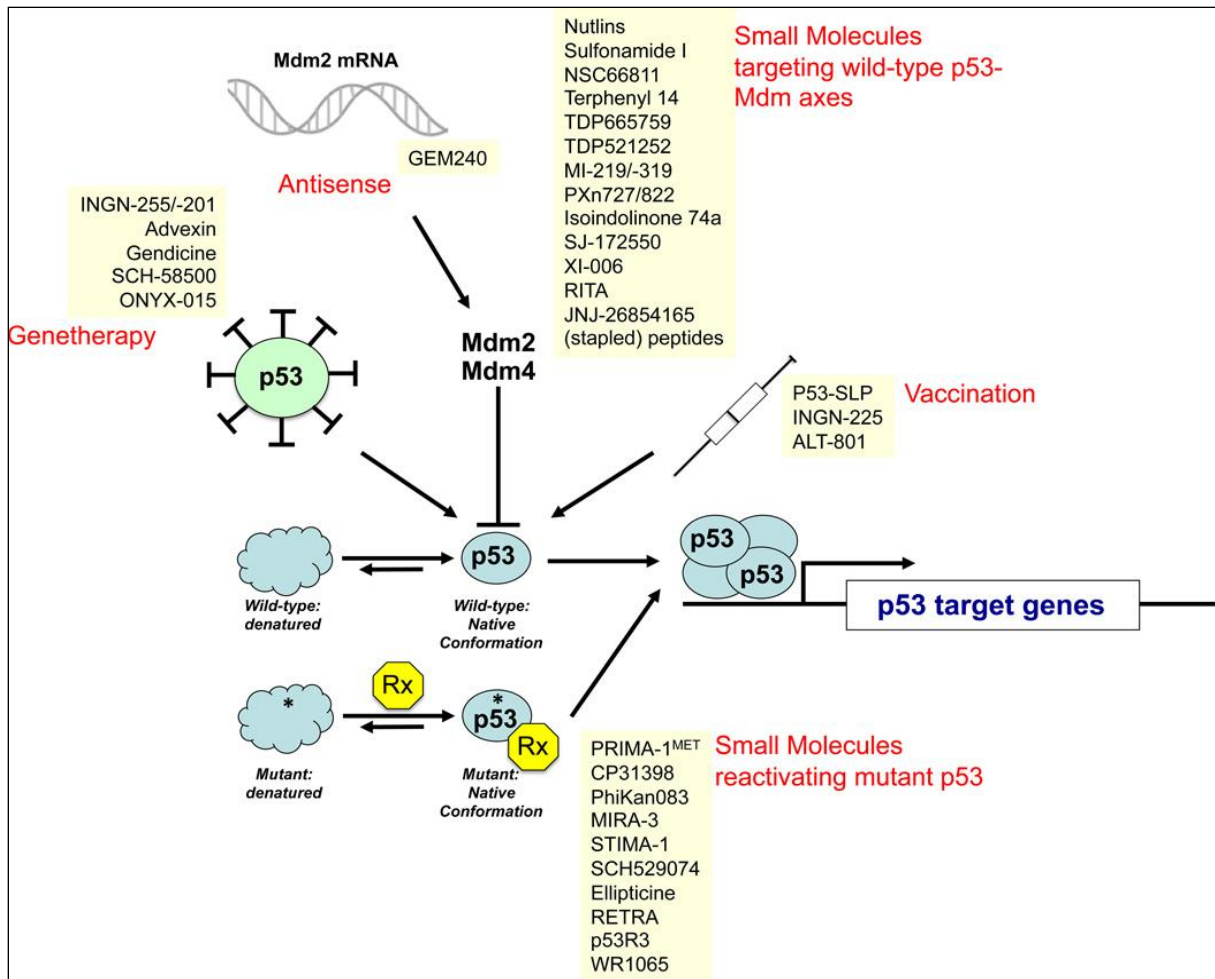 Mdm2 mRNA
GEM240
Antisense
Nutlins
Sulfonamide I
NSC66811
Terphenyl 14
TDP665759
TDP521252
MI-219/-319
PXn727/822
Isoindolinone 74a
SJ-172550
XI-006
RITA
JNJ-26854165
(stapled) peptides
Small Molecules
targeting wild-type p53-
Mdm axes
INGN-255/-201
Advexin
Gendicine
SCH-58500
ONYX-015
Genetherapy
p53
Mdm2
Mdm4
P53-SLP
INGN-225
ALT-801
Vaccination
Wild-type:
denatured
p53
Wild-type:
Native
Conformation
p53
p53
p53 target genes
*
Mutant:
denatured
Rx
*
p53
Rx
Mutant:
Native
Conformation
PRIMA-1ᴹᴱᵀ
CP31398
PhiKan083
MIRA-3
STIMA-1
SCH529074
Ellipticine
RETRA
p53R3
WR1065
Small Molecules
reactivating mutant p53